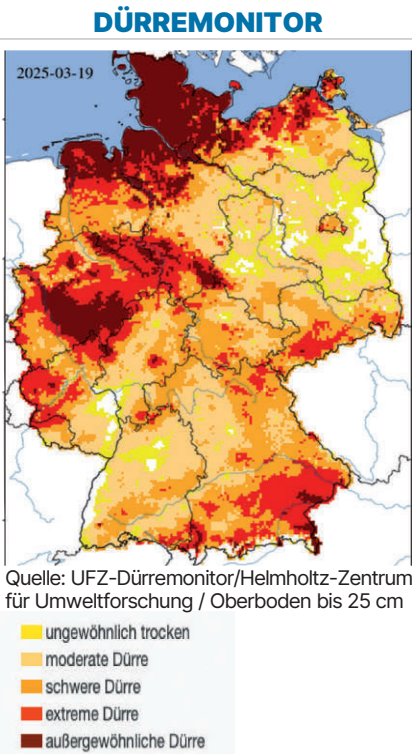 DÜRREMONITOR
2025-03-19
Quelle: UFZ-Dürremonitor/Helmholtz-Zentrum
für Umweltforschung / Oberboden bis 25 cm
ungewöhnlich trocken
moderate Dürre
schwere Dürre
extreme Dürre
außergewöhnliche Dürre